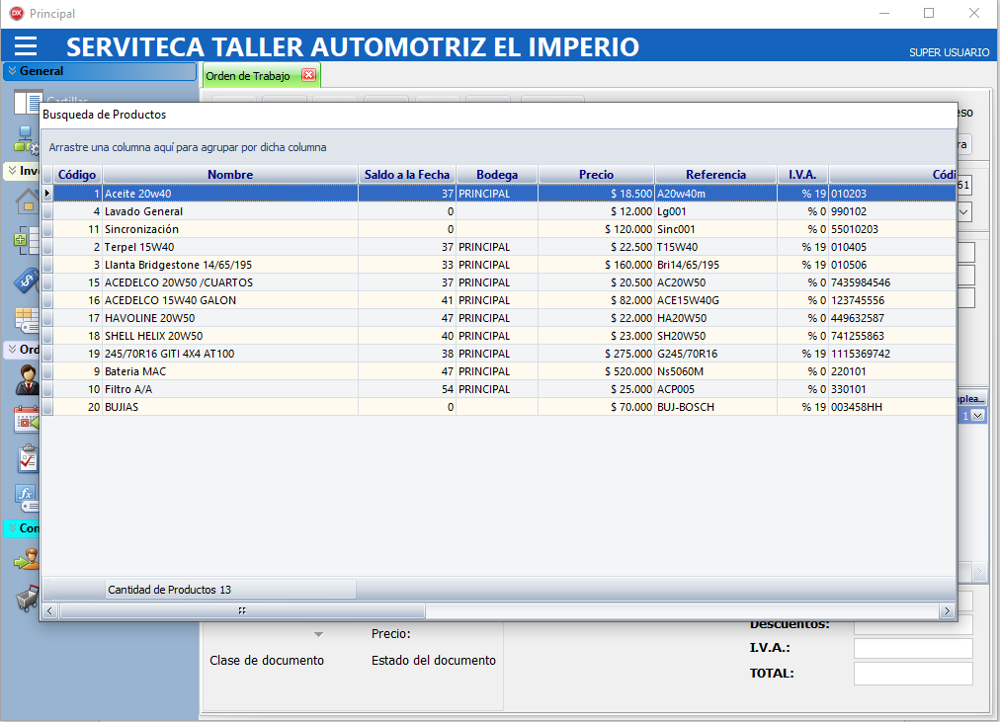 Principal
SERVITECA TALLER AUTOMOTRIZ EL IMPERIO
SUPER USUARIO
General
Orden de Trabajo
Cartillas
Busqueda de Productos
eso
Arrastre una columna aquí para agrupar por dicha columna
ra
Código Nombre Saldo a la Fecha Bodega Precio Referencia I.V.A. Códi
1 Aceite 20w40 37 PRINCIPAL $ 18.500 A20w40m % 19 010203
4 Lavado General 0 $ 12.000 Lg001 % 0 990102
11 Sincronización 0 $ 120.000 Sinc001 % 0 55010203
2 Terpel 15W40 37 PRINCIPAL $ 22.500 T15W40 % 19 010405
3 Llanta Bridgestone 14/65/195 33 PRINCIPAL $ 160.000 Bri14/65/195 % 19 010506
15 ACEDELCO 20W50 /CUARTOS 37 PRINCIPAL $ 20.500 AC20W50 % 0 7435984546
16 ACEDELCO 15W40 GALON 41 PRINCIPAL $ 82.000 ACE15W40G % 0 123745556
17 HAVOLINE 20W50 47 PRINCIPAL $ 22.000 HA20W50 % 0 449632587
18 SHELL HELIX 20W50 40 PRINCIPAL $ 23.000 SH20W50 % 0 741255863
19 245/70R16 GITI 4X4 AT100 38 PRINCIPAL $ 275.000 G245/70R16 % 19 1115369742
9 Bateria MAC 47 PRINCIPAL $ 520.000 Ns5060M % 0 220101
10 Filtro A/A 54 PRINCIPAL $ 25.000 ACP005 % 0 330101
20 BUJIAS 0 $ 70.000 BUJ-BOSCH % 19 003458HH
Inv
Ord
Con
61
plea...
1
Cantidad de Productos 13
Descuentos:
Precio:
I.V.A.:
Clase de documento Estado del documento
TOTAL: